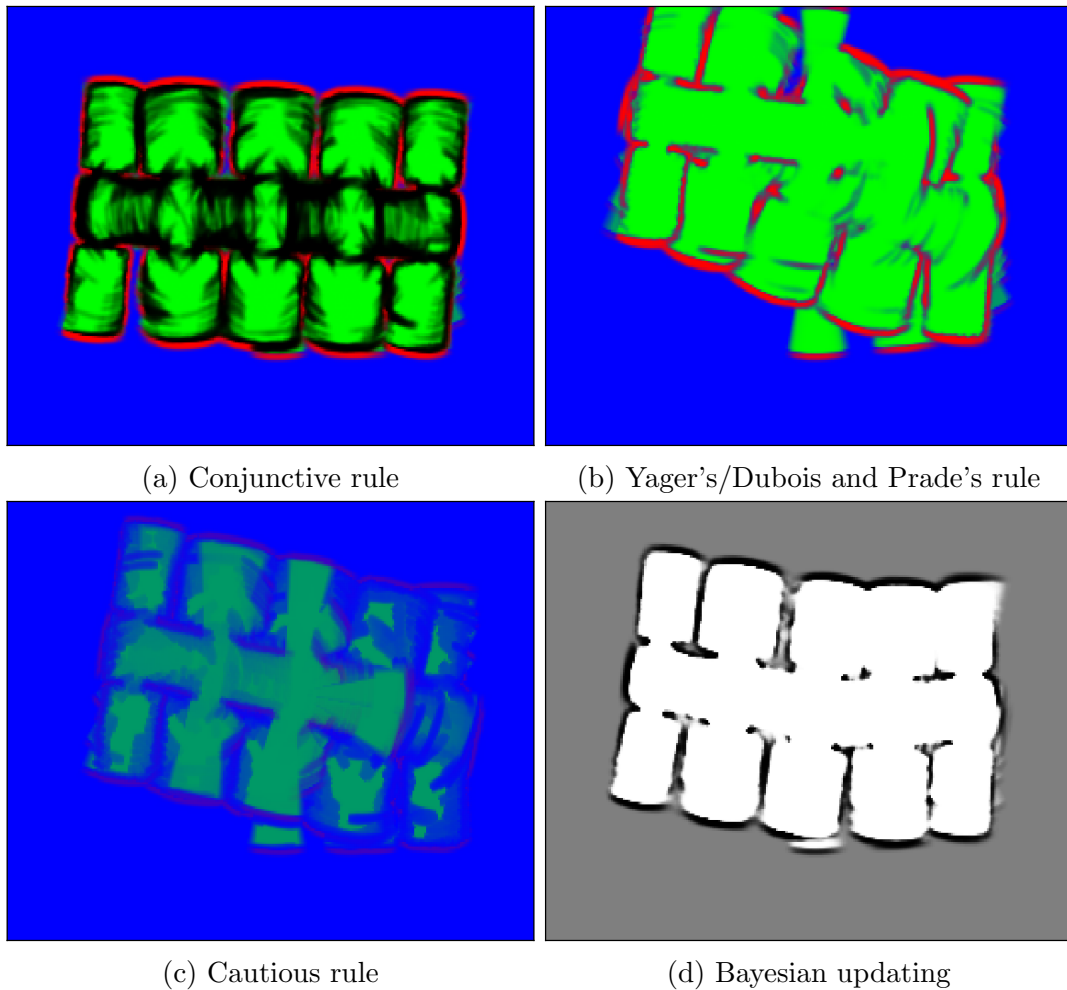 (a) Conjunctive rule
(b) Yager's/Dubois and Prade's rule
(c) Cautious rule
(d) Bayesian updating